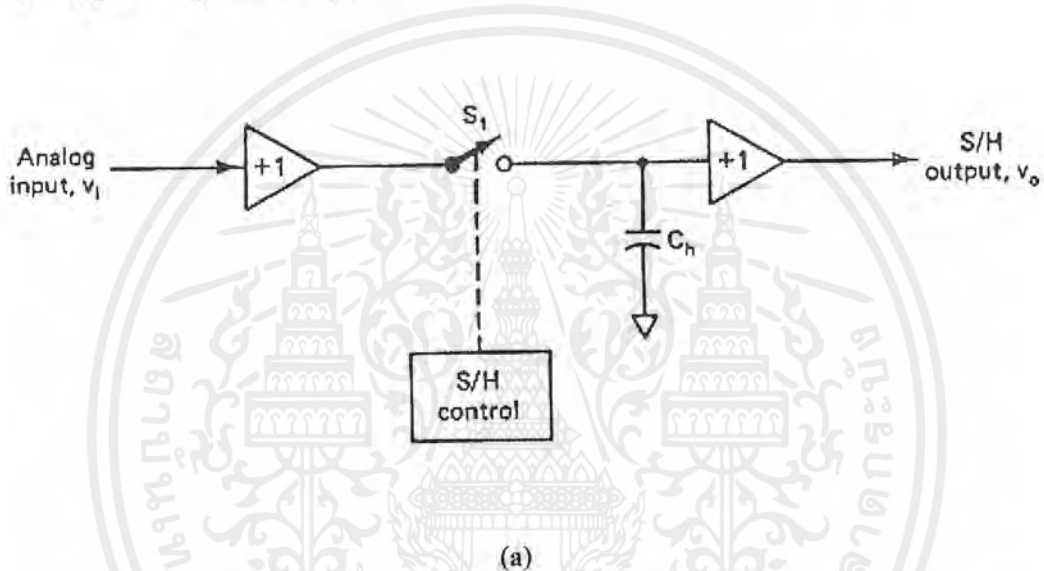 S₁
Analog
input, vᵢ
+1
+1
S/H
output, vₒ
Cₕ
S/H
control
(a)